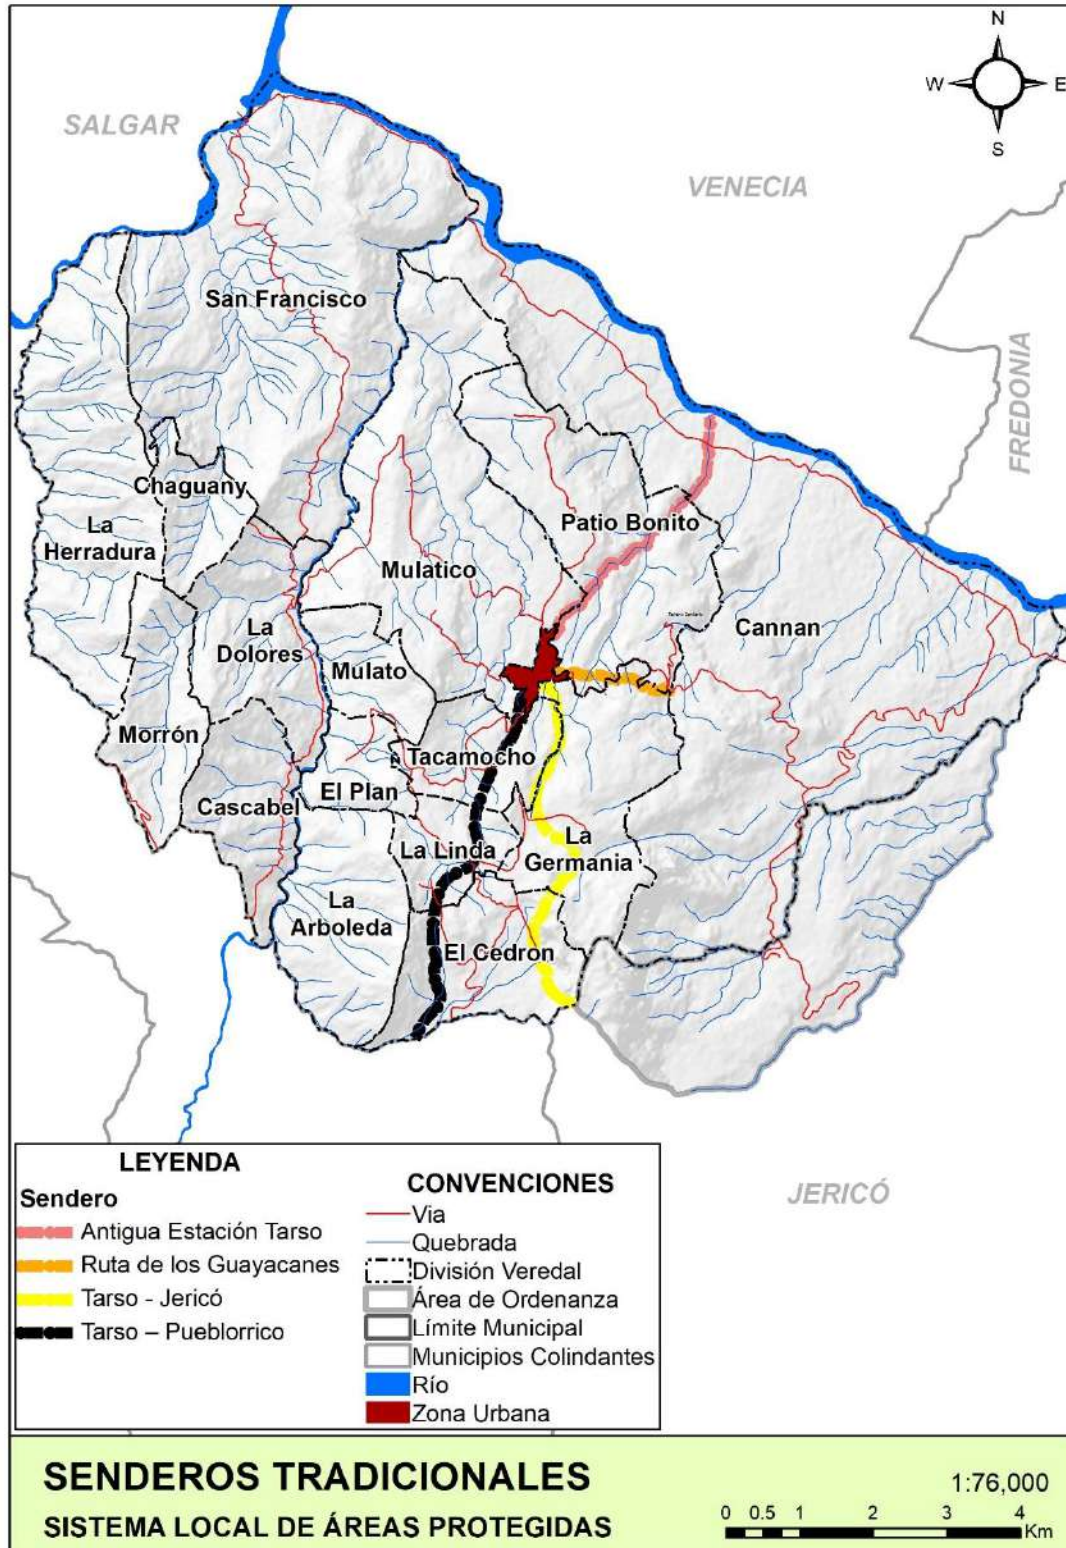 N
W
E
S
SALGAR
VENECIA
FREDONIA
San Francisco
Chaguany
La
Herradura
Patio Bonito
Mulatico
Cannan
La
Dolores
Mulato
Morrón
Tacamocho
El Plan
Cascabel
La Linda
La
Germania
La
Arboleda
El Cedron
JERICÓ
LEYENDA
Sendero
Antigua Estación Tarso
Ruta de los Guayacanes
Tarso - Jericó
Tarso – Pueblorrico
CONVENCIONES
Via
Quebrada
División Veredal
Área de Ordenanza
Límite Municipal
Municipios Colindantes
Río
Zona Urbana
SENDEROS TRADICIONALES
SISTEMA LOCAL DE ÁREAS PROTEGIDAS
1:76,000
0 0.5 1 2 3 4
Km